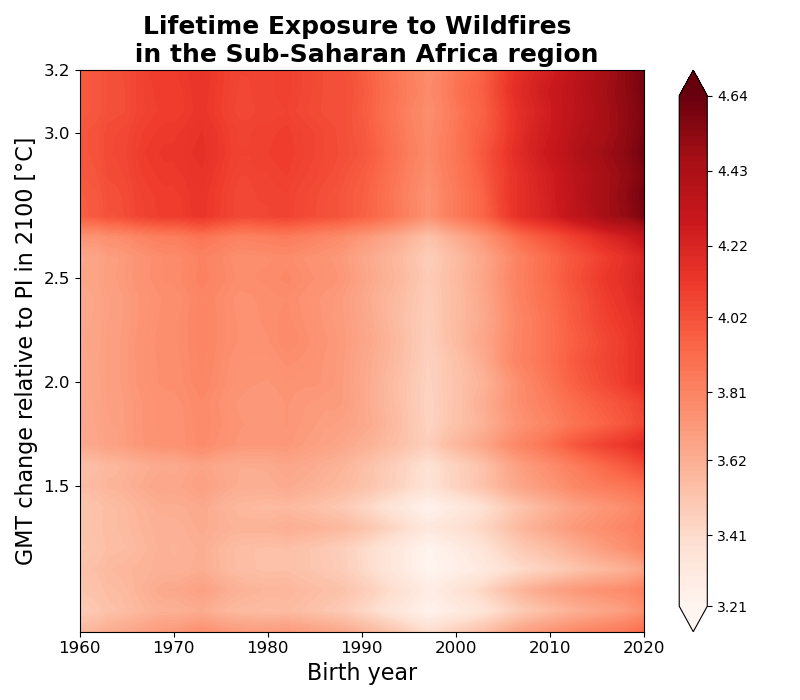 Lifetime Exposure to Wildfires
in the Sub-Saharan Africa region
GMT change relative to PI in 2100 [°C]
3.2
3.0
2.5
2.0
1.5
1960 1970 1980 1990 2000 2010 2020
Birth year
4.64
4.43
4.22
4.02
3.81
3.62
3.41
3.21